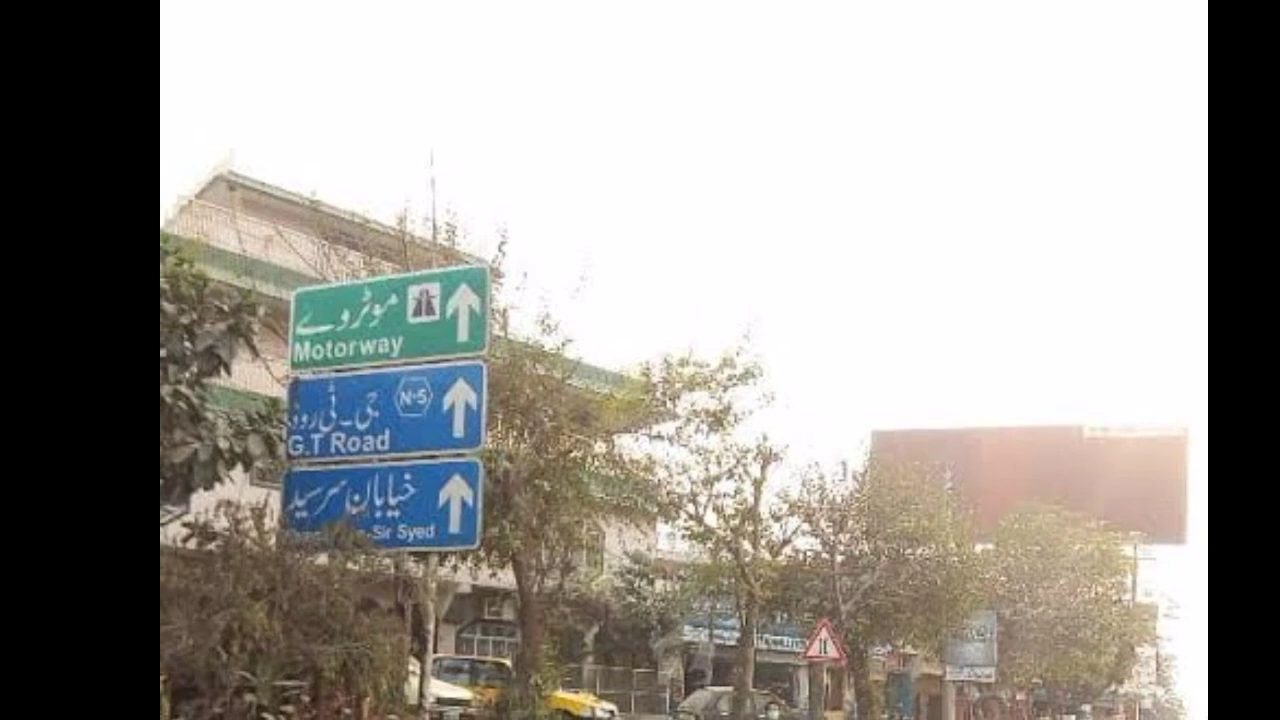 موٹروے
Motorway
جی۔ٹی روڈ
N-5
G.T Road
خیابان سرسید
-Sir Syed